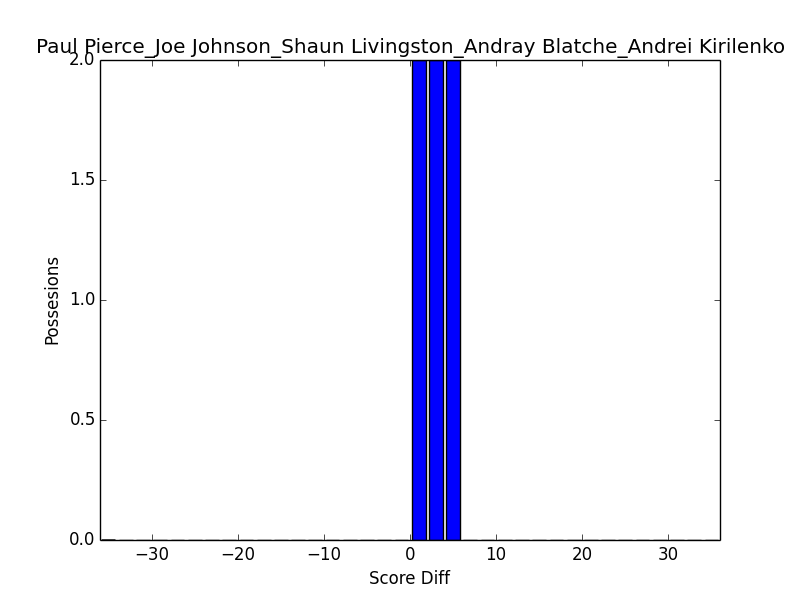 Paul Pierce_Joe Johnson_Shaun Livingston_Andray Blatche_Andrei Kirilenko
2.0
1.5
1.0
0.5
0.0
Possesions
−30 −20 −10 0 10 20 30
Score Diff